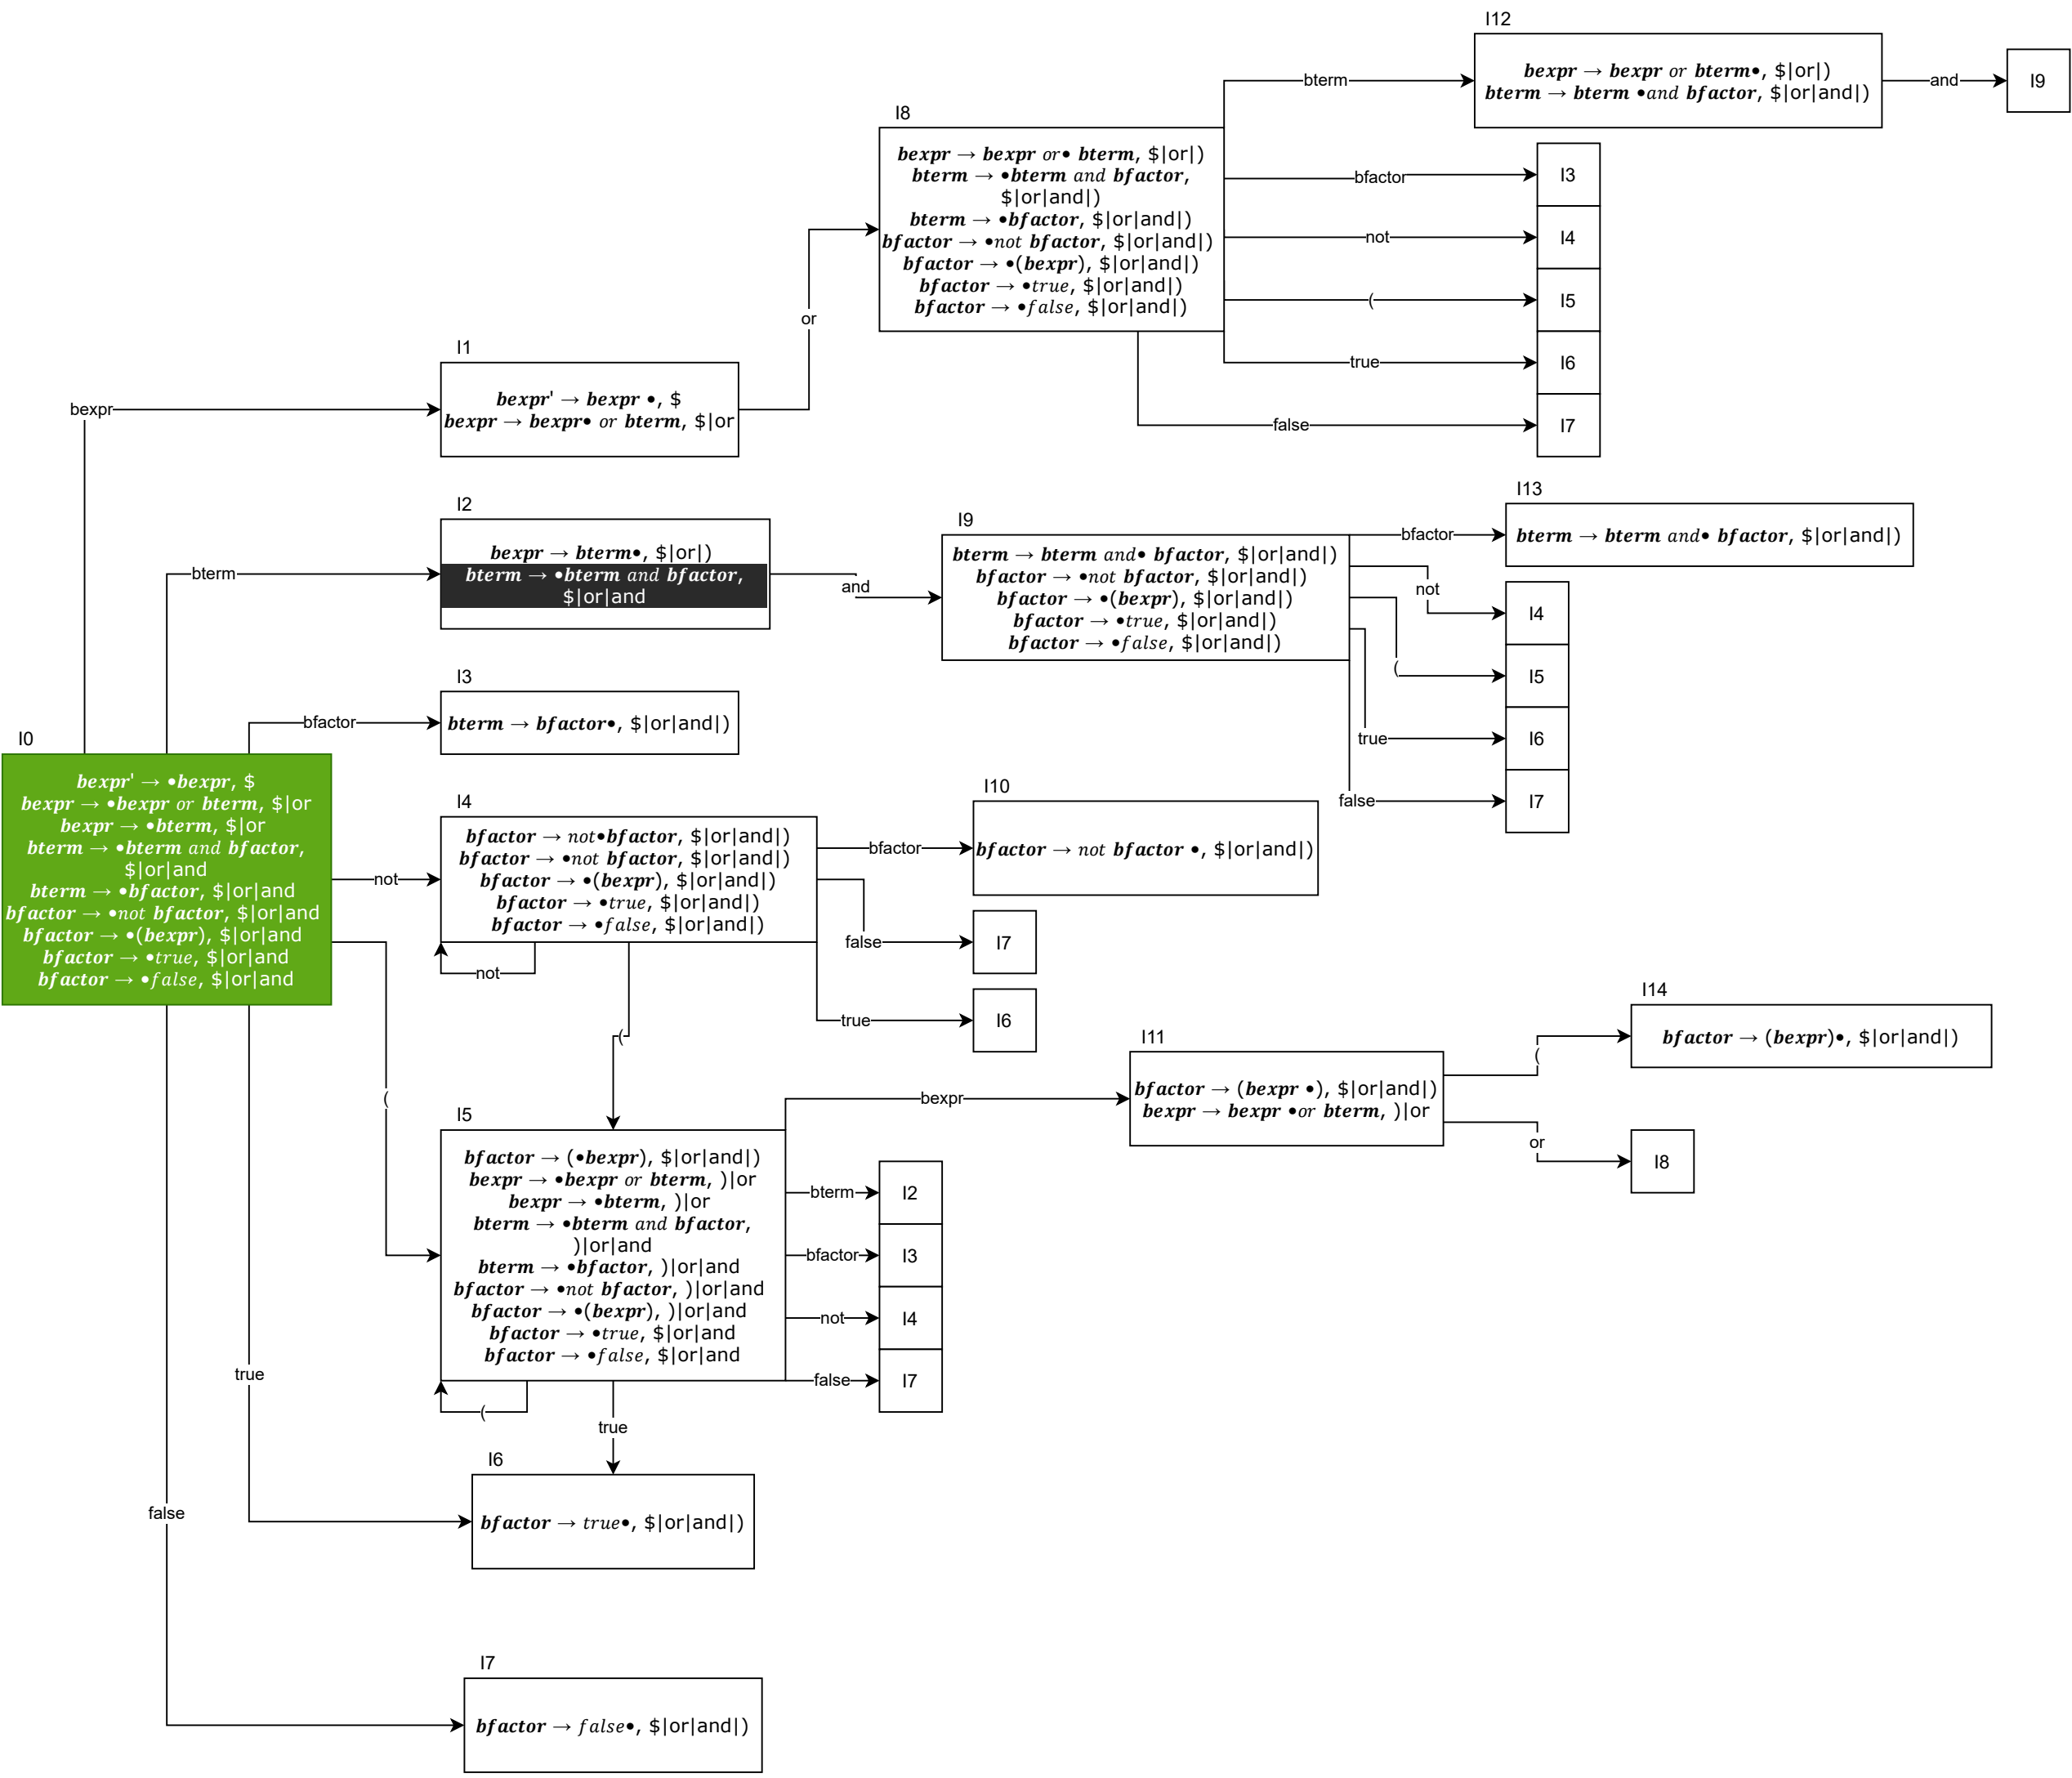 I12
bexpr → bexpr or bterm•, $|or|)
bterm → bterm •and bfactor, $|or|and|)
and
I9
bterm
I8
bexpr → bexpr or• bterm, $|or|)
bterm → •bterm and bfactor,
$|or|and|)
bterm → •bfactor, $|or|and|)
bfactor → •not bfactor, $|or|and|)
bfactor → •(bexpr), $|or|and|)
bfactor → •true, $|or|and|)
bfactor → •false, $|or|and|)
bfactor
I3
not
I4
(
I5
true
I6
false
I7
or
I1
bexpr' → bexpr •, $
bexpr → bexpr• or bterm, $|or
bexpr
I2
bexpr → bterm•, $|or|)
bterm → •bterm and bfactor,
$|or|and
bterm
and
I9
bterm → bterm and• bfactor, $|or|and|)
bfactor → •not bfactor, $|or|and|)
bfactor → •(bexpr), $|or|and|)
bfactor → •true, $|or|and|)
bfactor → •false, $|or|and|)
bfactor
I13
bterm → bterm and• bfactor, $|or|and|)
not
I4
(
I5
true
I6
false
I7
I3
bterm → bfactor•, $|or|and|)
bfactor
I0
bexpr' → •bexpr, $
bexpr → •bexpr or bterm, $|or
bexpr → •bterm, $|or
bterm → •bterm and bfactor,
$|or|and
bterm → •bfactor, $|or|and
bfactor → •not bfactor, $|or|and
bfactor → •(bexpr), $|or|and
bfactor → •true, $|or|and
bfactor → •false, $|or|and
not
I4
bfactor → not•bfactor, $|or|and|)
bfactor → •not bfactor, $|or|and|)
bfactor → •(bexpr), $|or|and|)
bfactor → •true, $|or|and|)
bfactor → •false, $|or|and|)
not
bfactor
I10
bfactor → not bfactor •, $|or|and|)
false
I7
true
I6
(
(
I5
bfactor → (•bexpr), $|or|and|)
bexpr → •bexpr or bterm, )|or
bexpr → •bterm, )|or
bterm → •bterm and bfactor,
)|or|and
bterm → •bfactor, )|or|and
bfactor → •not bfactor, )|or|and
bfactor → •(bexpr), )|or|and
bfactor → •true, $|or|and
bfactor → •false, $|or|and
bexpr
I11
bfactor → (bexpr •), $|or|and|)
bexpr → bexpr •or bterm, )|or
(
I14
bfactor → (bexpr)•, $|or|and|)
or
I8
bterm
I2
bfactor
I3
not
I4
false
I7
(
true
true
I6
bfactor → true•, $|or|and|)
false
I7
bfactor → false•, $|or|and|)